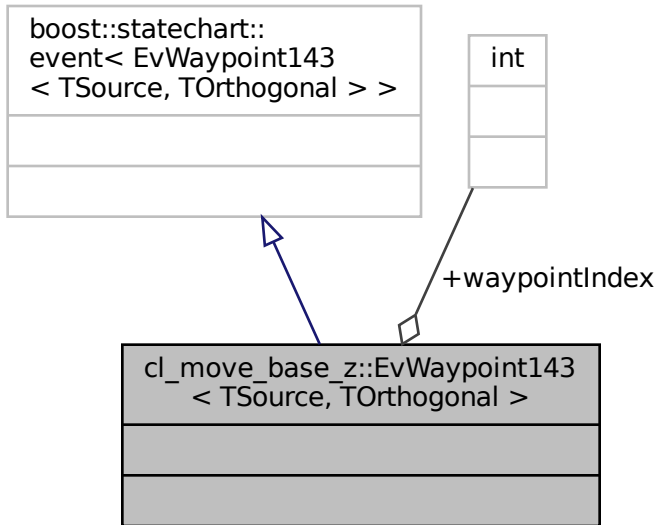 boost::statechart::
event< EvWaypoint143
< TSource, TOrthogonal > >
int
+waypointIndex
cl_move_base_z::EvWaypoint143
< TSource, TOrthogonal >